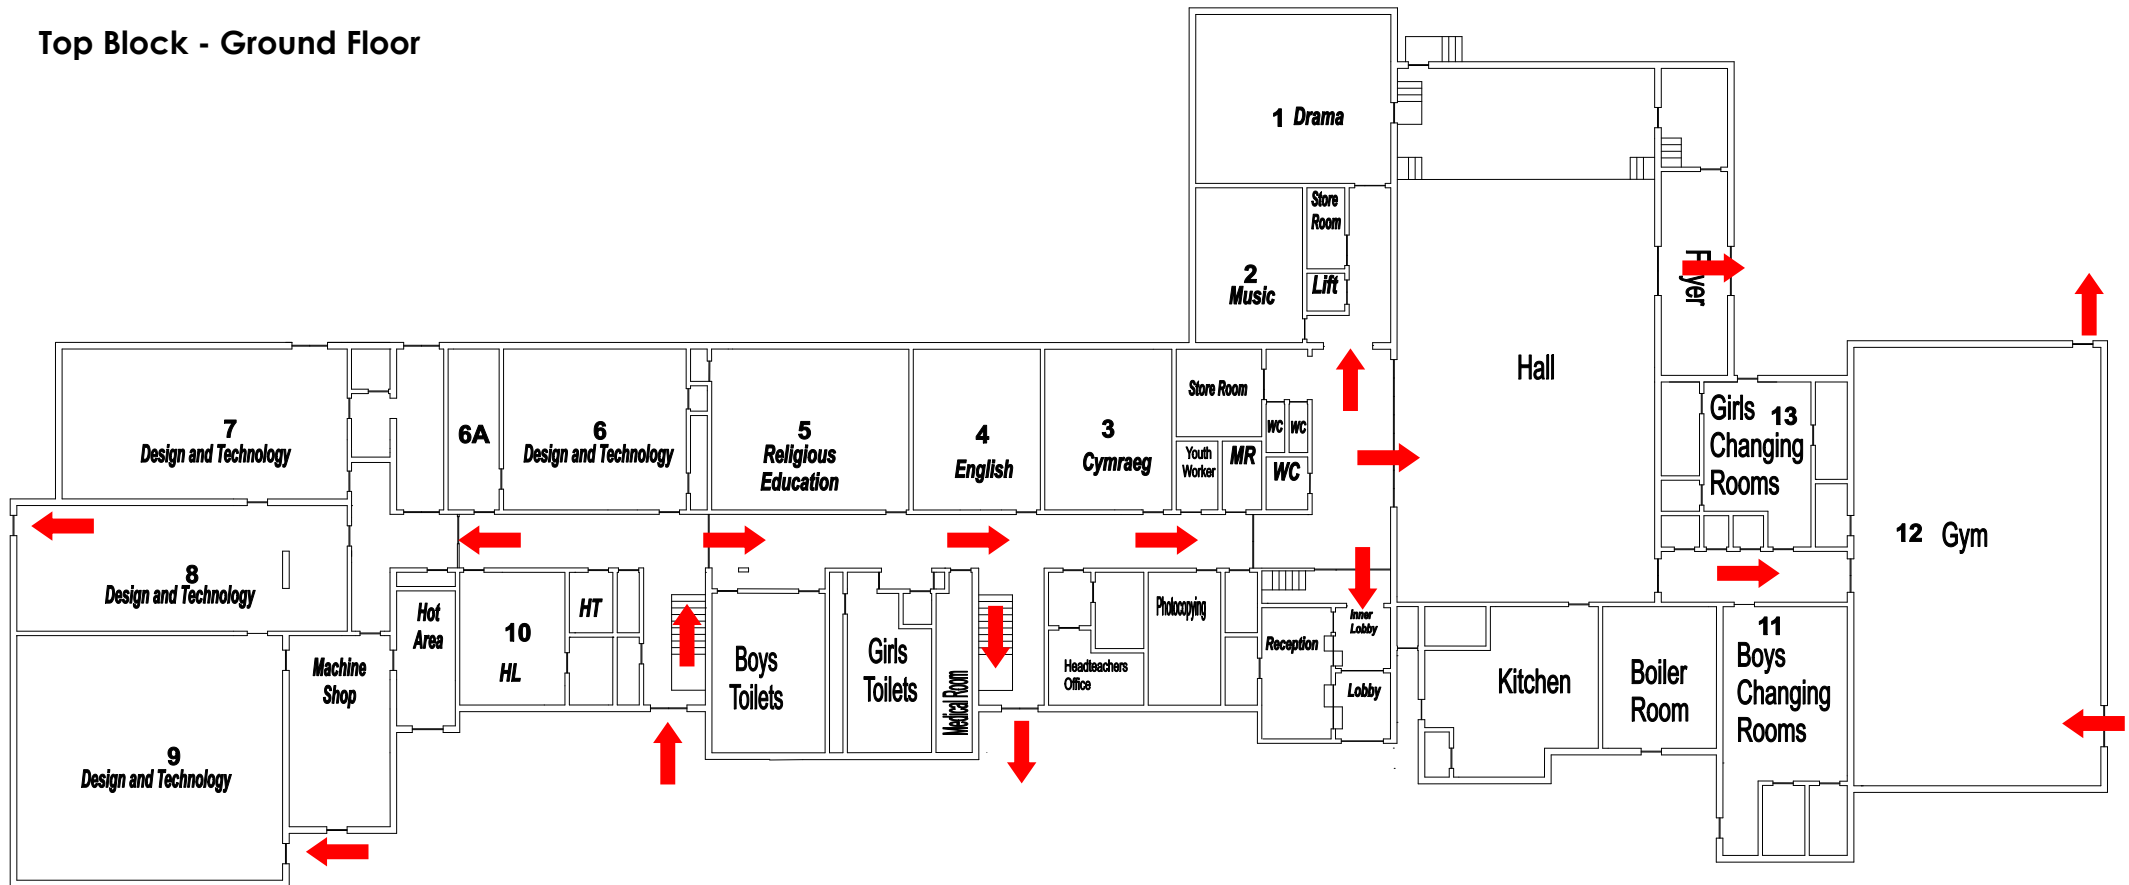 Top Block - Ground Floor
1 Drama
Store
Room
2
Music
Lift
Flyer
Hall
7
Design and Technology
6A
6
Design and Technology
5
Religious
Education
4
English
3
Cymraeg
Store Room
Youth
Worker
MR
WC
WC
WC
Girls 13
Changing
Rooms
12 Gym
8
Design and Technology
Hot
Area
10
HL
HT
Boys
Toilets
Girls
Toilets
Medical Room
Headteachers
Office
Photocopying
Reception
Inner
Lobby
Lobby
Kitchen
Boiler
Room
11
Boys
Changing
Rooms
Machine
Shop
9
Design and Technology